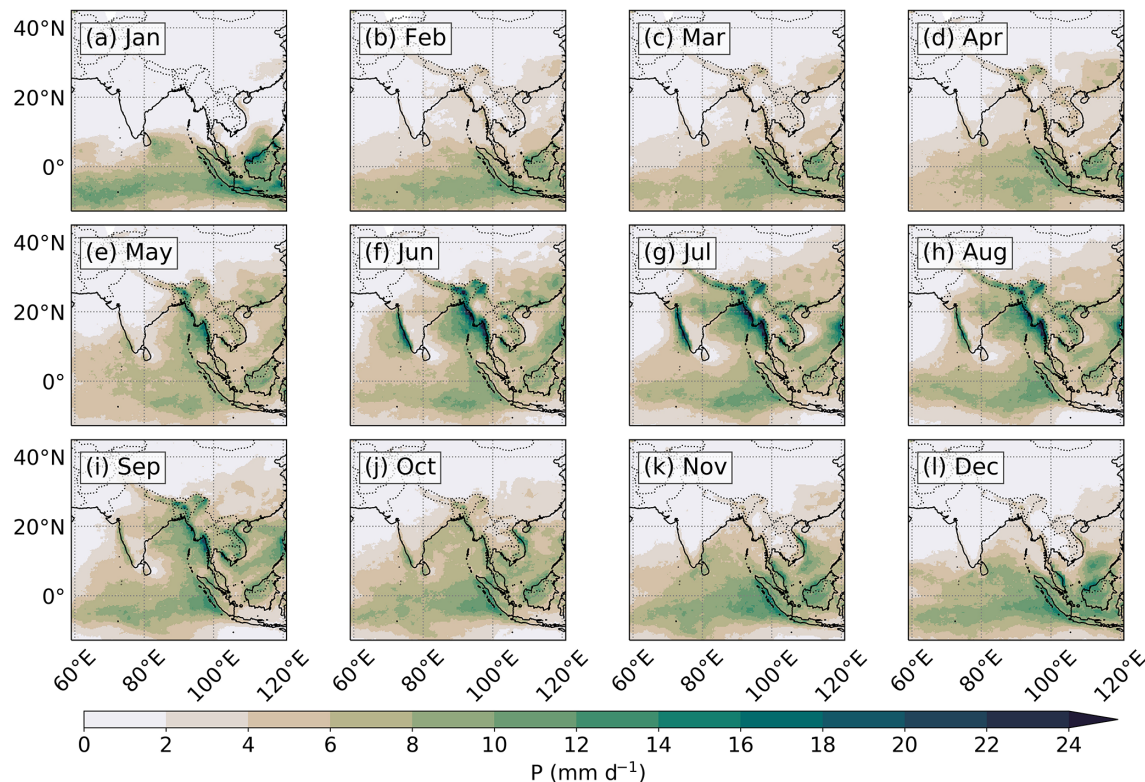 (a) Jan
(b) Feb
(c) Mar
(d) Apr
40°N
20°N
0°
(e) May
(f) Jun
(g) Jul
(h) Aug
40°N
20°N
0°
(i) Sep
(j) Oct
(k) Nov
(l) Dec
40°N
20°N
0°
60°E 80°E 100°E 120°E 60°E 80°E 100°E 120°E 60°E 80°E 100°E 120°E 60°E 80°E 100°E 120°E
0 2 4 6 8 10 12 14 16 18 20 22 24
P (mm d⁻¹)